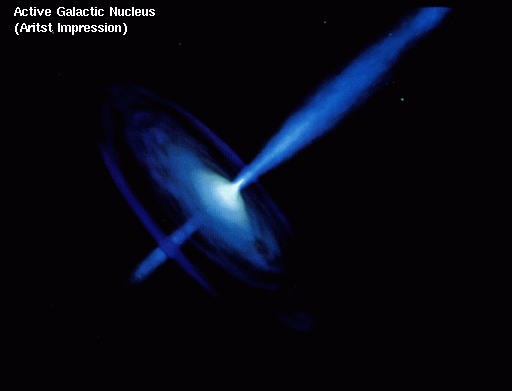 Active Galactic Nucleus
(Aritst Impression)